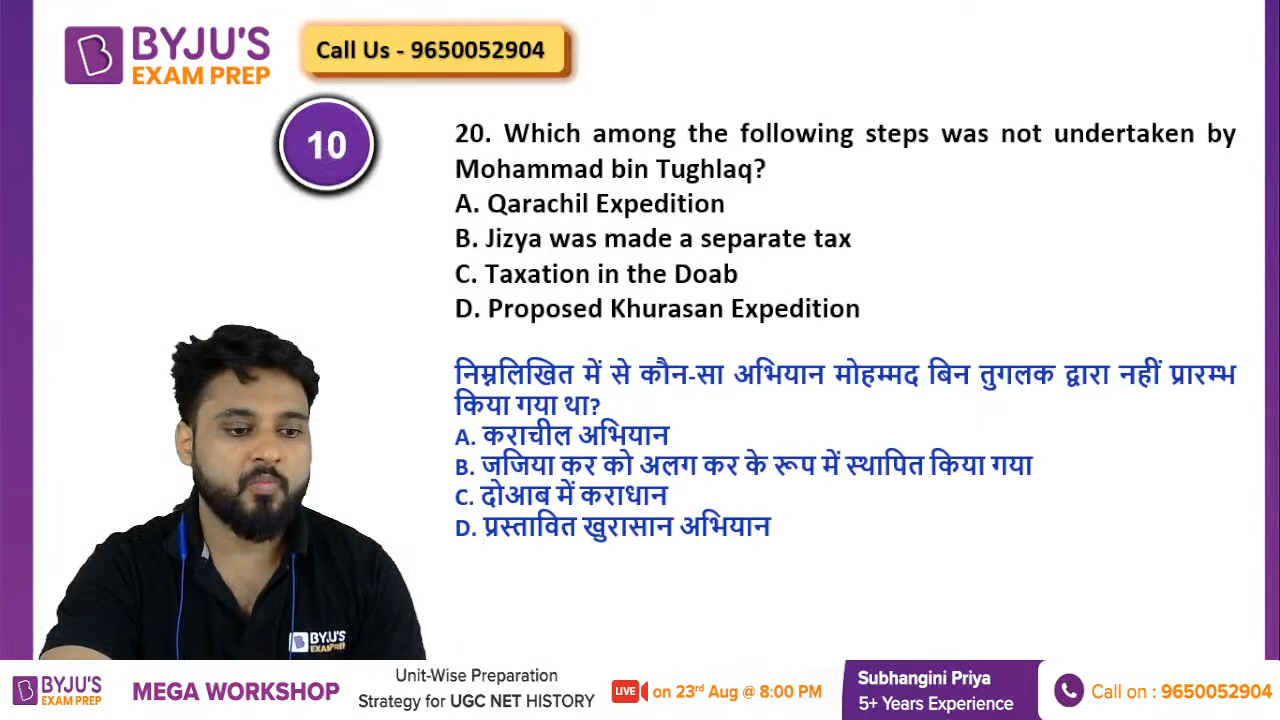 BYJU'S
EXAM PREP
Call Us - 9650052904
10
20. Which among the following steps was not undertaken by
Mohammad bin Tughlaq?
A. Qarachil Expedition
B. Jizya was made a separate tax
C. Taxation in the Doab
D. Proposed Khurasan Expedition
निम्नलिखित में से कौन-सा अभियान मोहम्मद बिन तुगलक द्वारा नहीं प्रारम्भ
किया गया था?
A. कराचील अभियान
B. जजिया कर को अलग कर के रूप में स्थापित किया गया
C. दोआब में कराधान
D. प्रस्तावित खुरासान अभियान
BYJU'S
EXAM PREP
BYJU'S
EXAM PREP
MEGA WORKSHOP
Unit-Wise Preparation
Strategy for UGC NET HISTORY
LIVE on 23rd Aug @ 8:00 PM
Subhangini Priya
5+ Years Experience
Call on : 9650052904